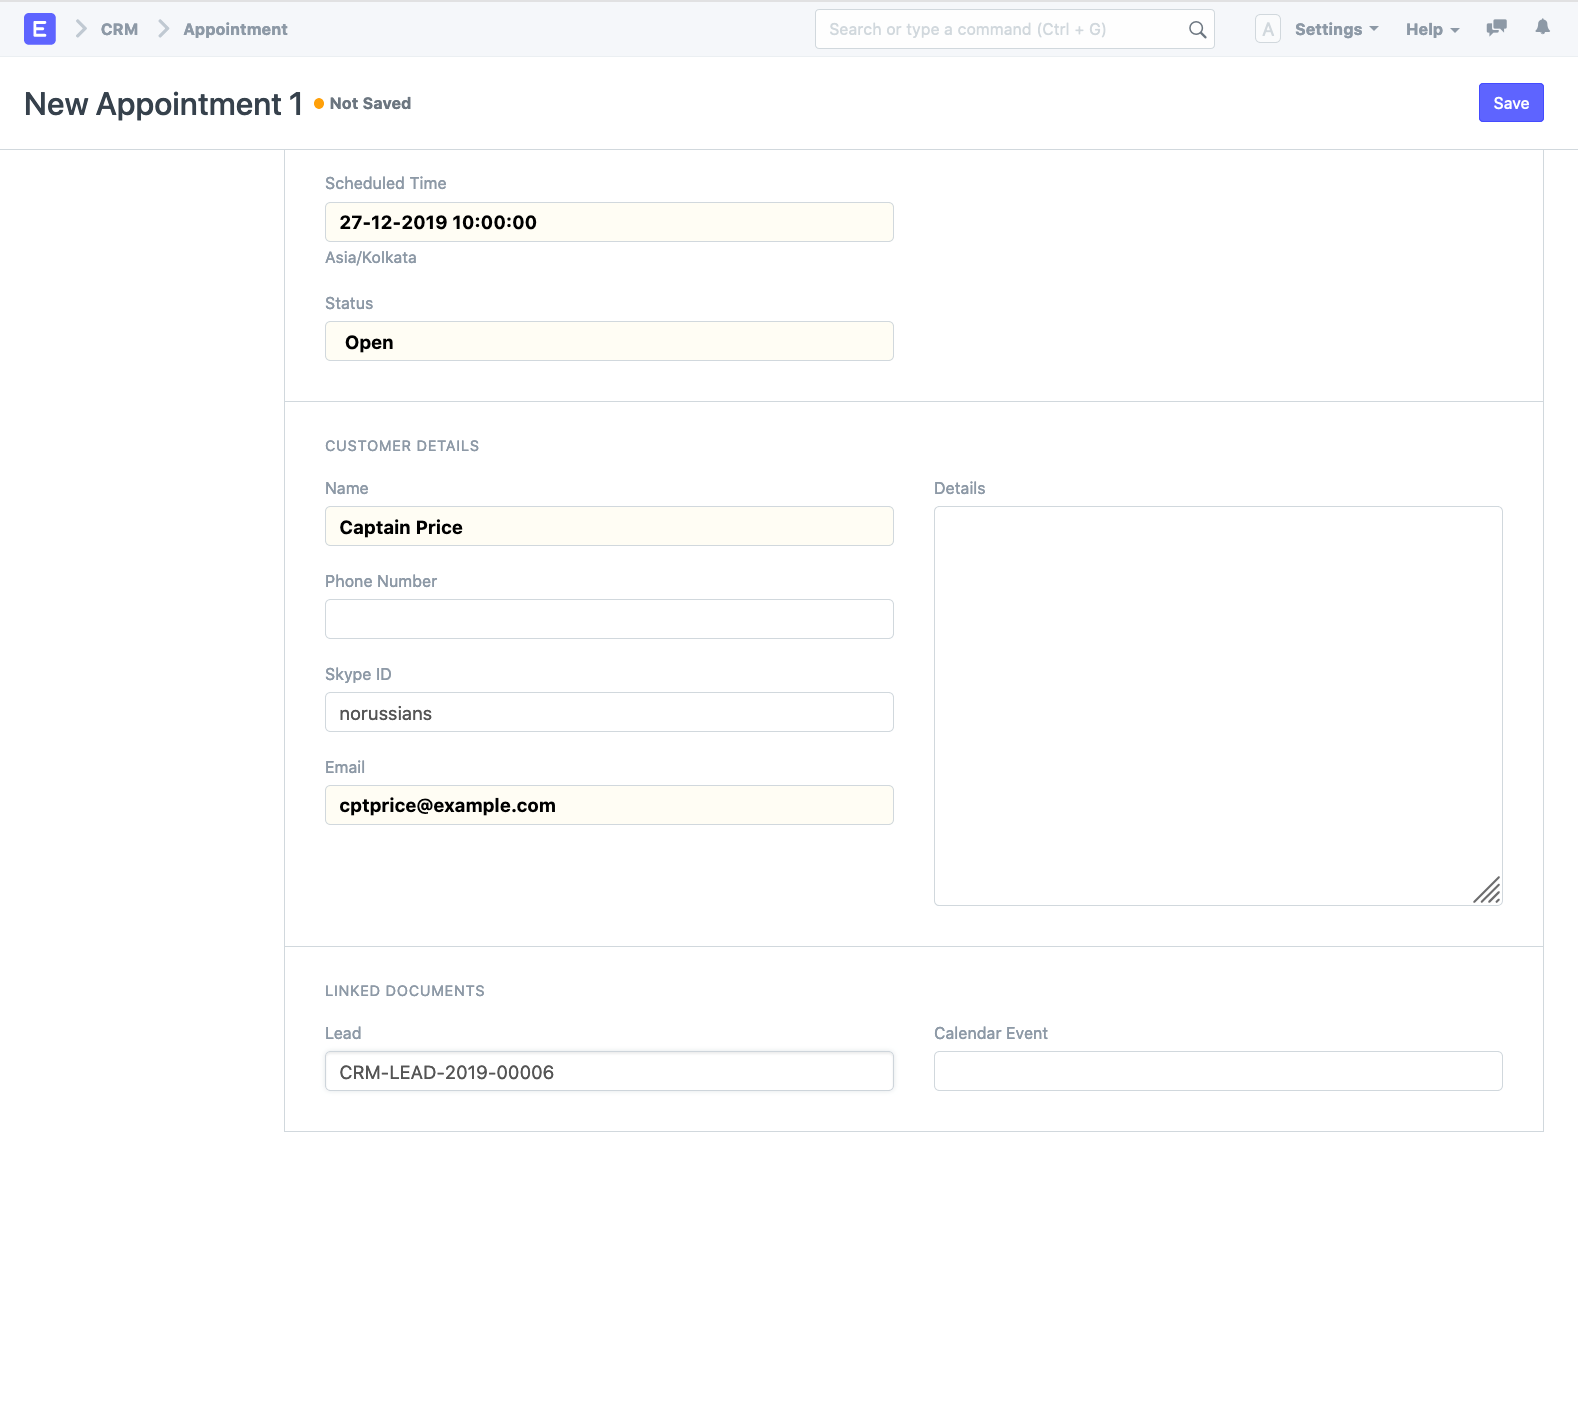 E
CRM
Appointment
Search or type a command (Ctrl + G)
A
Settings
Help
New Appointment 1
Not Saved
Save
Scheduled Time
27-12-2019 10:00:00
Asia/Kolkata
Status
Open
CUSTOMER DETAILS
Name
Captain Price
Phone Number
Skype ID
norussians
Email
cptprice@example.com
Details
LINKED DOCUMENTS
Lead
CRM-LEAD-2019-00006
Calendar Event